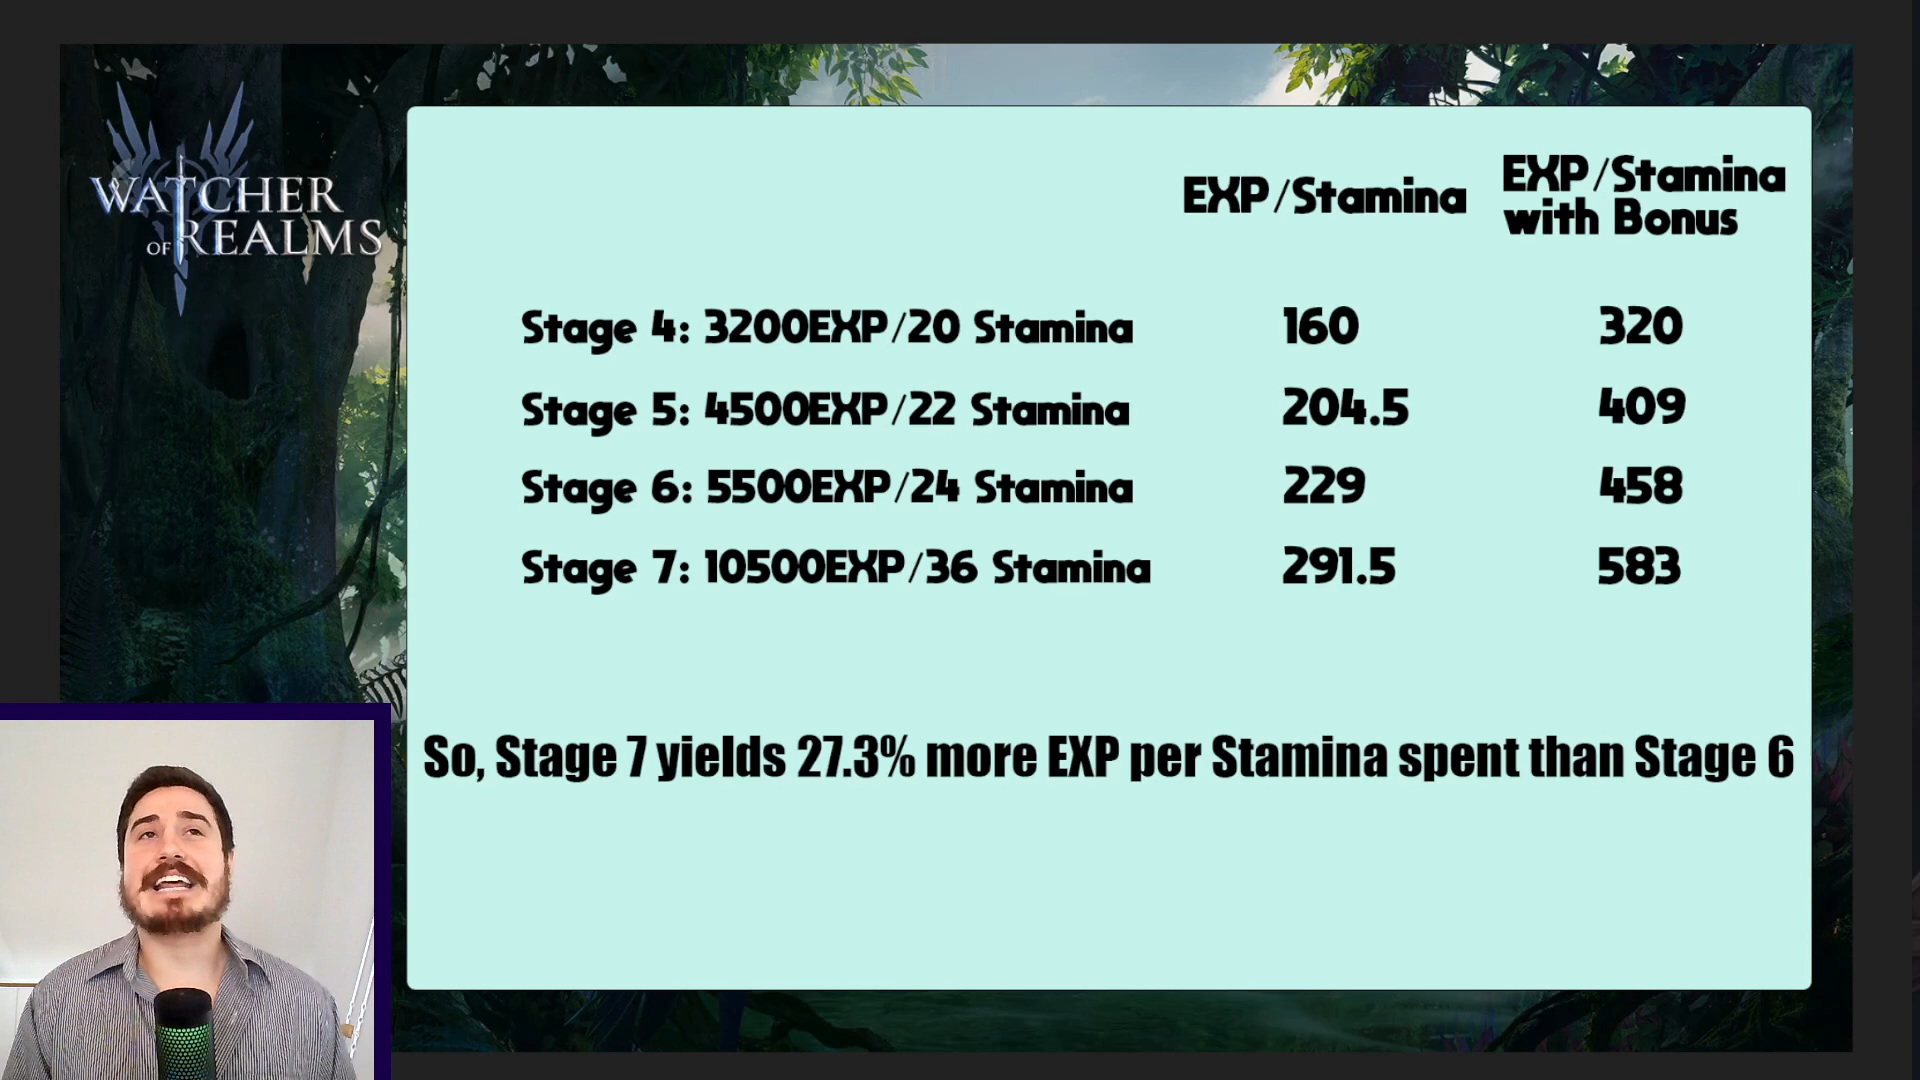 WATCHER
OF REALMS
EXP/Stamina
EXP/Stamina
with Bonus
Stage 4: 3200EXP/20 Stamina 160 320
Stage 5: 4500EXP/22 Stamina 204.5 409
Stage 6: 5500EXP/24 Stamina 229 458
Stage 7: 10500EXP/36 Stamina 291.5 583
So, Stage 7 yields 27.3% more EXP per Stamina spent than Stage 6